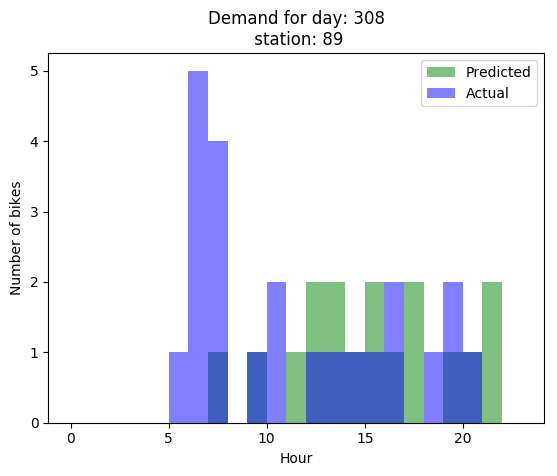 Demand for day: 308
station: 89
Predicted
Actual
5
4
3
2
1
0
Number of bikes
0 5 10 15 20
Hour